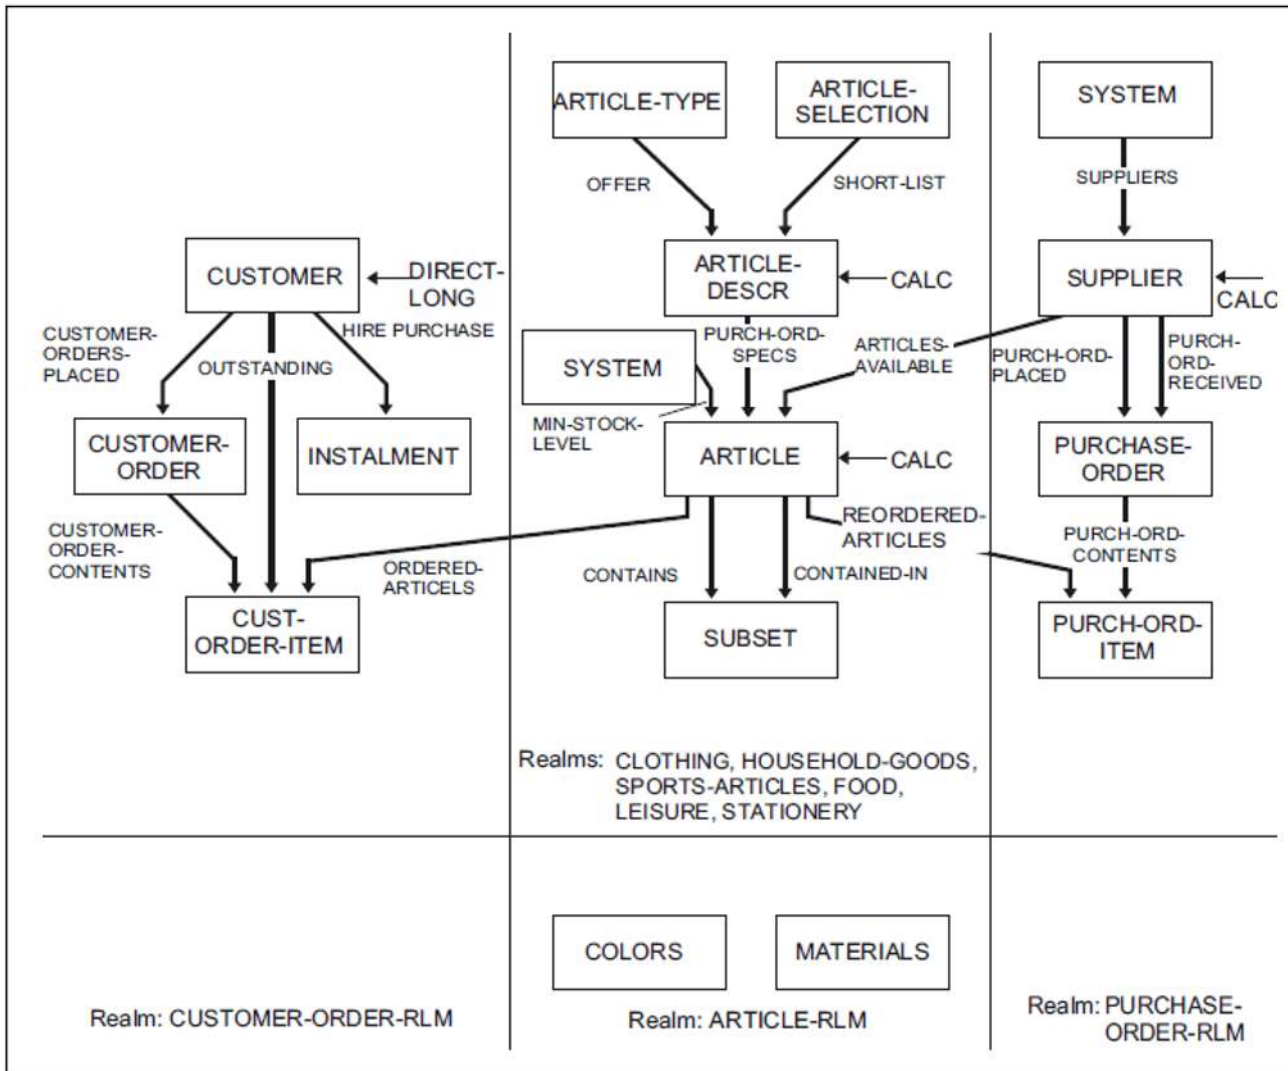 ARTICLE-TYPE
ARTICLE-
SELECTION
SYSTEM
OFFER
SHORT-LIST
SUPPLIERS
CUSTOMER
DIRECT-
LONG
ARTICLE-
DESCR
CALC
SUPPLIER
CALC
CUSTOMER-
ORDERS-
PLACED
OUTSTANDING
HIRE PURCHASE
SYSTEM
PURCH-ORD-
SPECS
ARTICLES-
AVAILABLE
PURCH-ORD-
PLACED
PURCH-
ORD-
RECEIVED
MIN-STOCK-
LEVEL
CUSTOMER-
ORDER
INSTALMENT
ARTICLE
CALC
PURCHASE-
ORDER
CUSTOMER-
ORDER-
CONTENTS
ORDERED-
ARTICELS
CONTAINS
CONTAINED-IN
REORDERED-
ARTICLES
PURCH-ORD-
CONTENTS
CUST-
ORDER-ITEM
SUBSET
PURCH-ORD-
ITEM
Realms: CLOTHING, HOUSEHOLD-GOODS,
SPORTS-ARTICLES, FOOD,
LEISURE, STATIONERY
COLORS
MATERIALS
Realm: CUSTOMER-ORDER-RLM
Realm: ARTICLE-RLM
Realm: PURCHASE-
ORDER-RLM